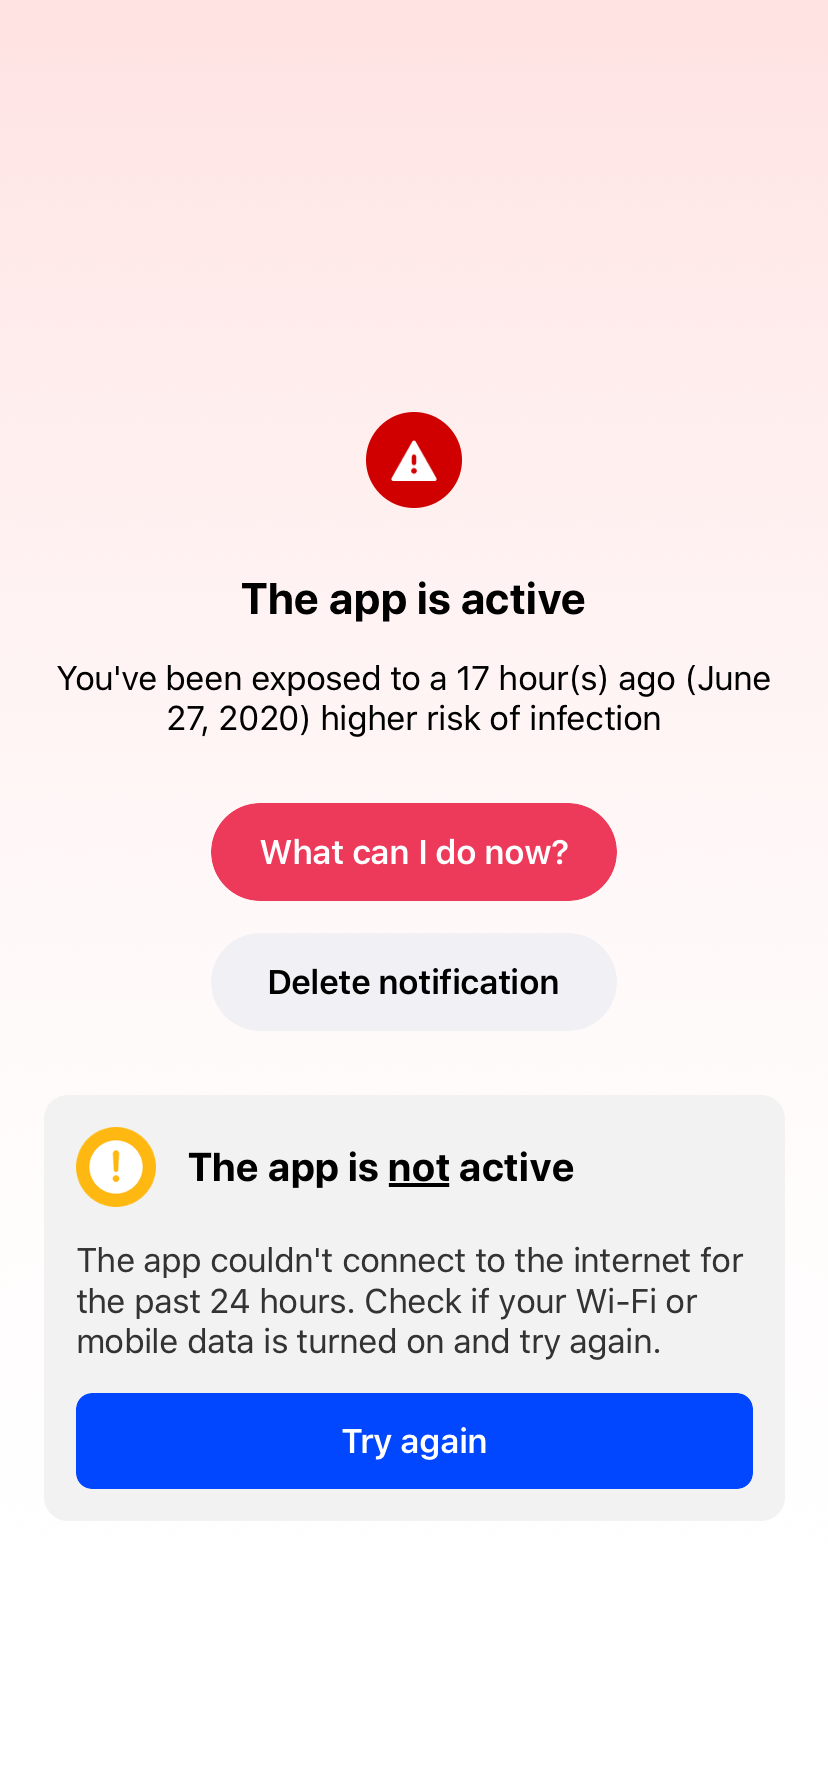 The app is active
You've been exposed to a 17 hour(s) ago (June
27, 2020) higher risk of infection
What can I do now?
Delete notification
The app is not active
The app couldn't connect to the internet for
the past 24 hours. Check if your Wi-Fi or
mobile data is turned on and try again.
Try again